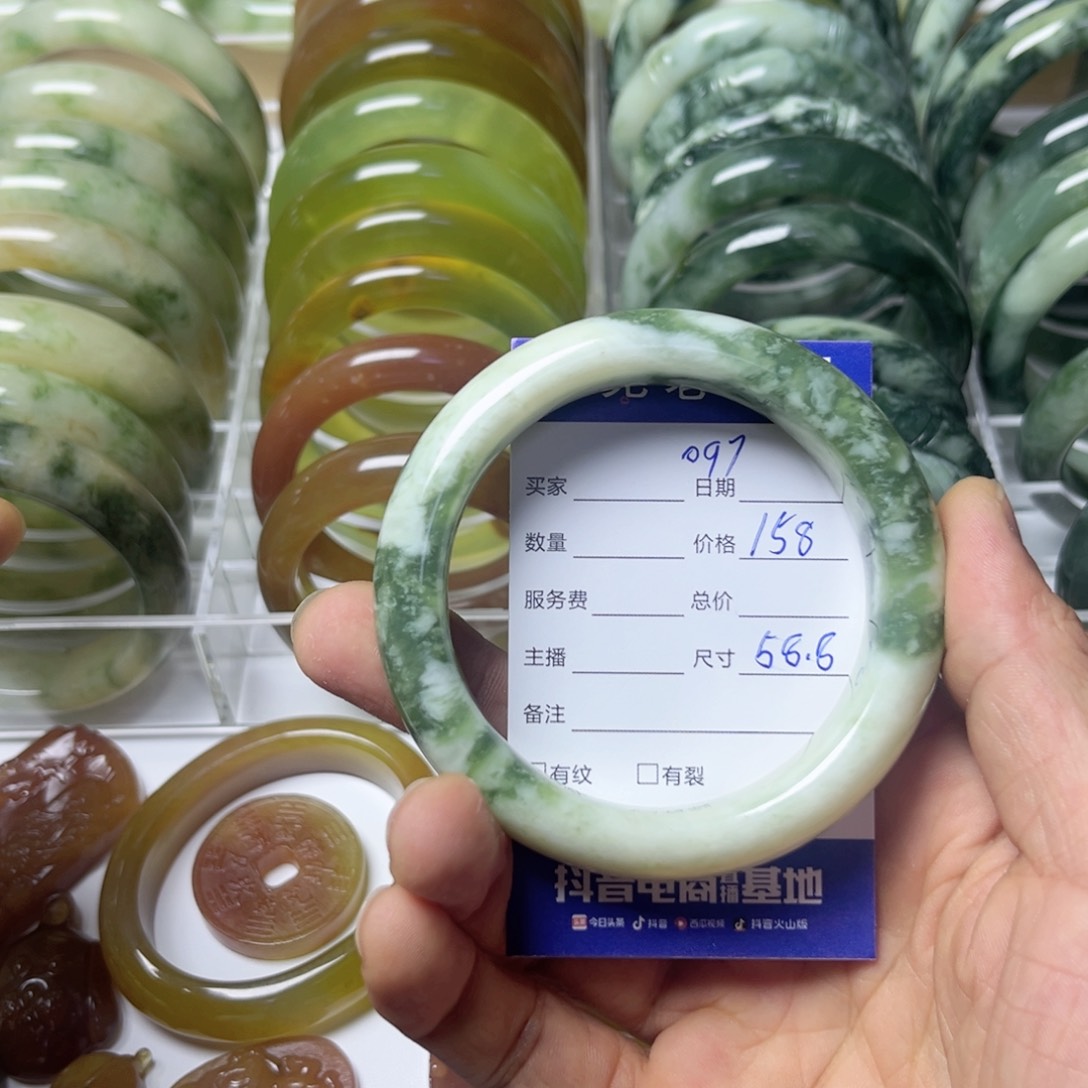 097
买家 日期
数量 价格 158
服务费 总价
主播 尺寸 56.6
备注
□有纹 □有裂
抖音电商直播基地
今日头条 抖音 西瓜视频 抖音火山版